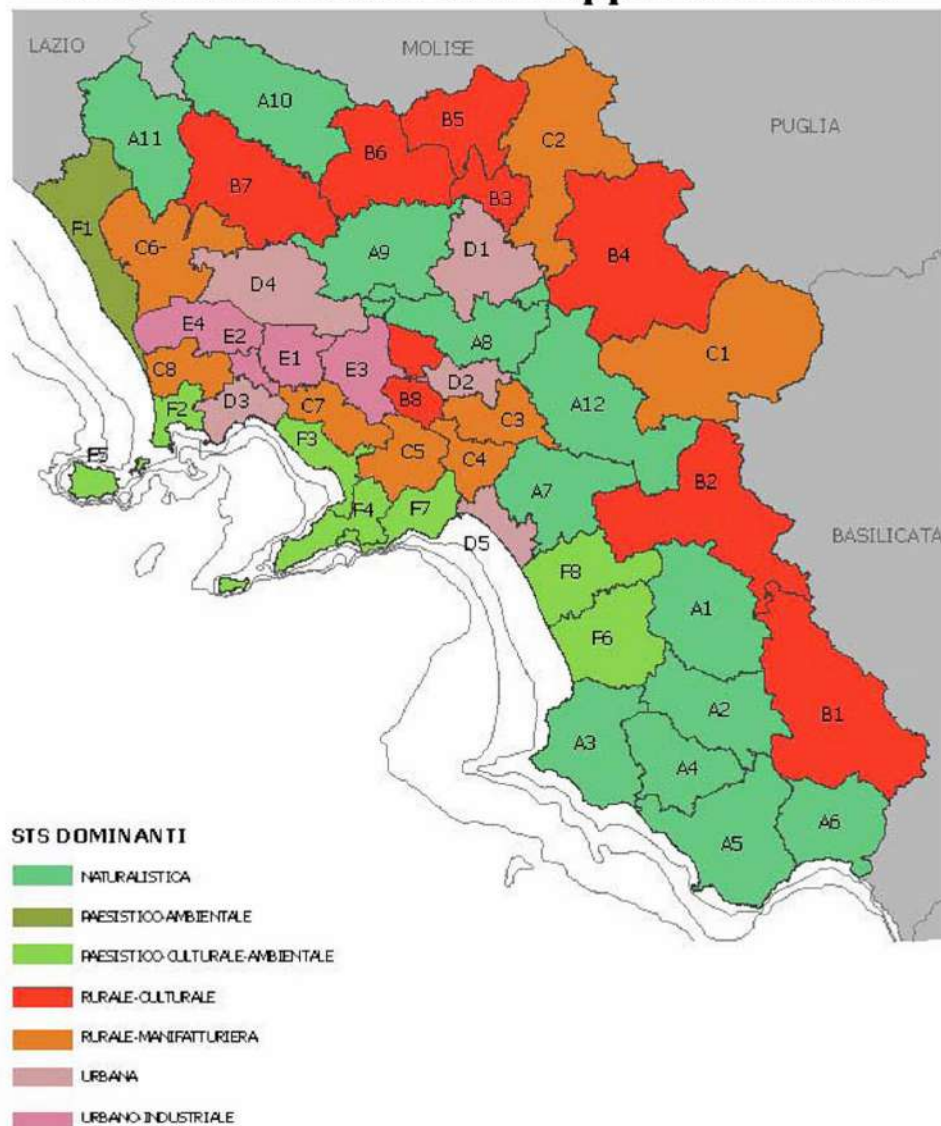 LAZIO
MOLISE
PUGLIA
BASILICATA
A10
B5
A11
C2
B6
B7
B3
F1
C6-
A9
D1
B4
D4
E4
E2
A8
C1
E1
E3
C8
D2
A12
D3
B8
F2
C7
C3
F3
C5
F5
C4
B2
A7
F4
F7
D5
F8
A1
F6
A2
B1
A3
A4
A5
A6
STS DOMINANTI
NATURALISTICA
PAESISTICO-AMBIENTALE
PAESISTICO-CULTURALE-AMBIENTALE
RURALE-CULTURALE
RURALE-MANIFATTURIERA
URBANA
URBANO-INDUSTRIALE